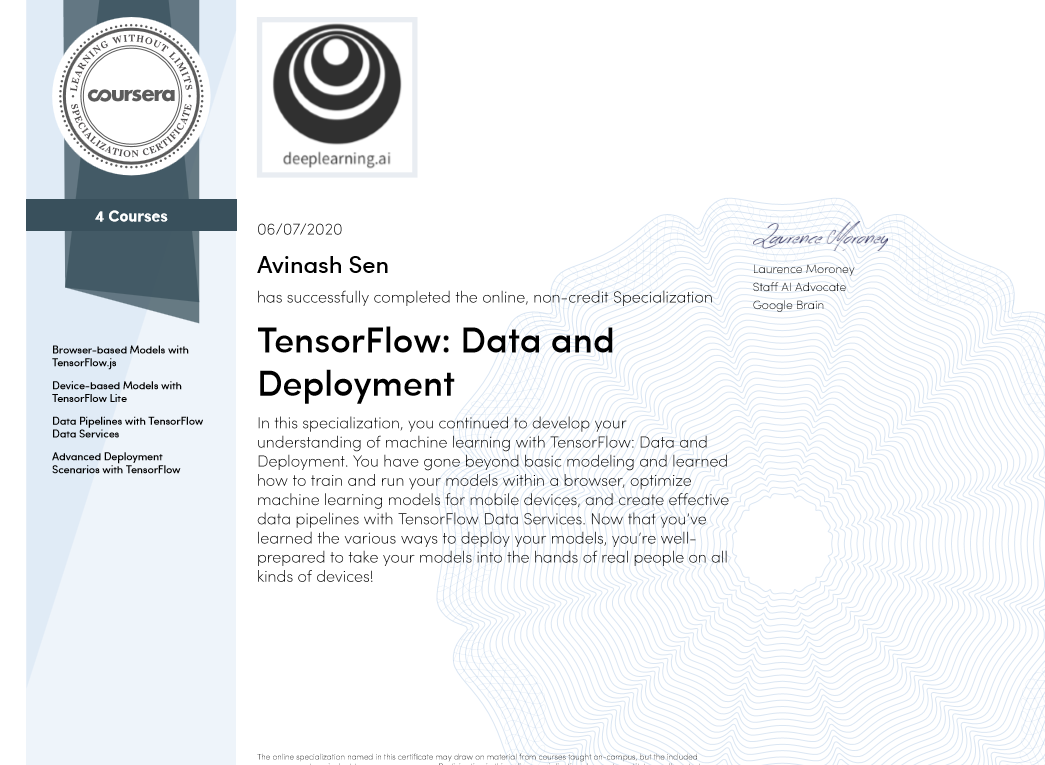 LEARNING WITHOUT LIMITS
coursera
SPECIALIZATION CERTIFICATE
4 Courses
Browser-based Models with
TensorFlow.js
Device-based Models with
TensorFlow Lite
Data Pipelines with TensorFlow
Data Services
Advanced Deployment
Scenarios with TensorFlow
deeplearning.ai
06/07/2020
Avinash Sen
has successfully completed the online, non-credit Specialization
TensorFlow: Data and
Deployment
In this specialization, you continued to develop your
understanding of machine learning with TensorFlow: Data and
Deployment. You have gone beyond basic modeling and learned
how to train and run your models within a browser, optimize
machine learning models for mobile devices, and create effective
data pipelines with TensorFlow Data Services. Now that you've
learned the various ways to deploy your models, you're well-
prepared to take your models into the hands of real people on all
kinds of devices!
Laurence Moroney
Laurence Moroney
Staff AI Advocate
Google Brain
The online specialization named in this certificate may draw on material from courses taught on-campus, but the included